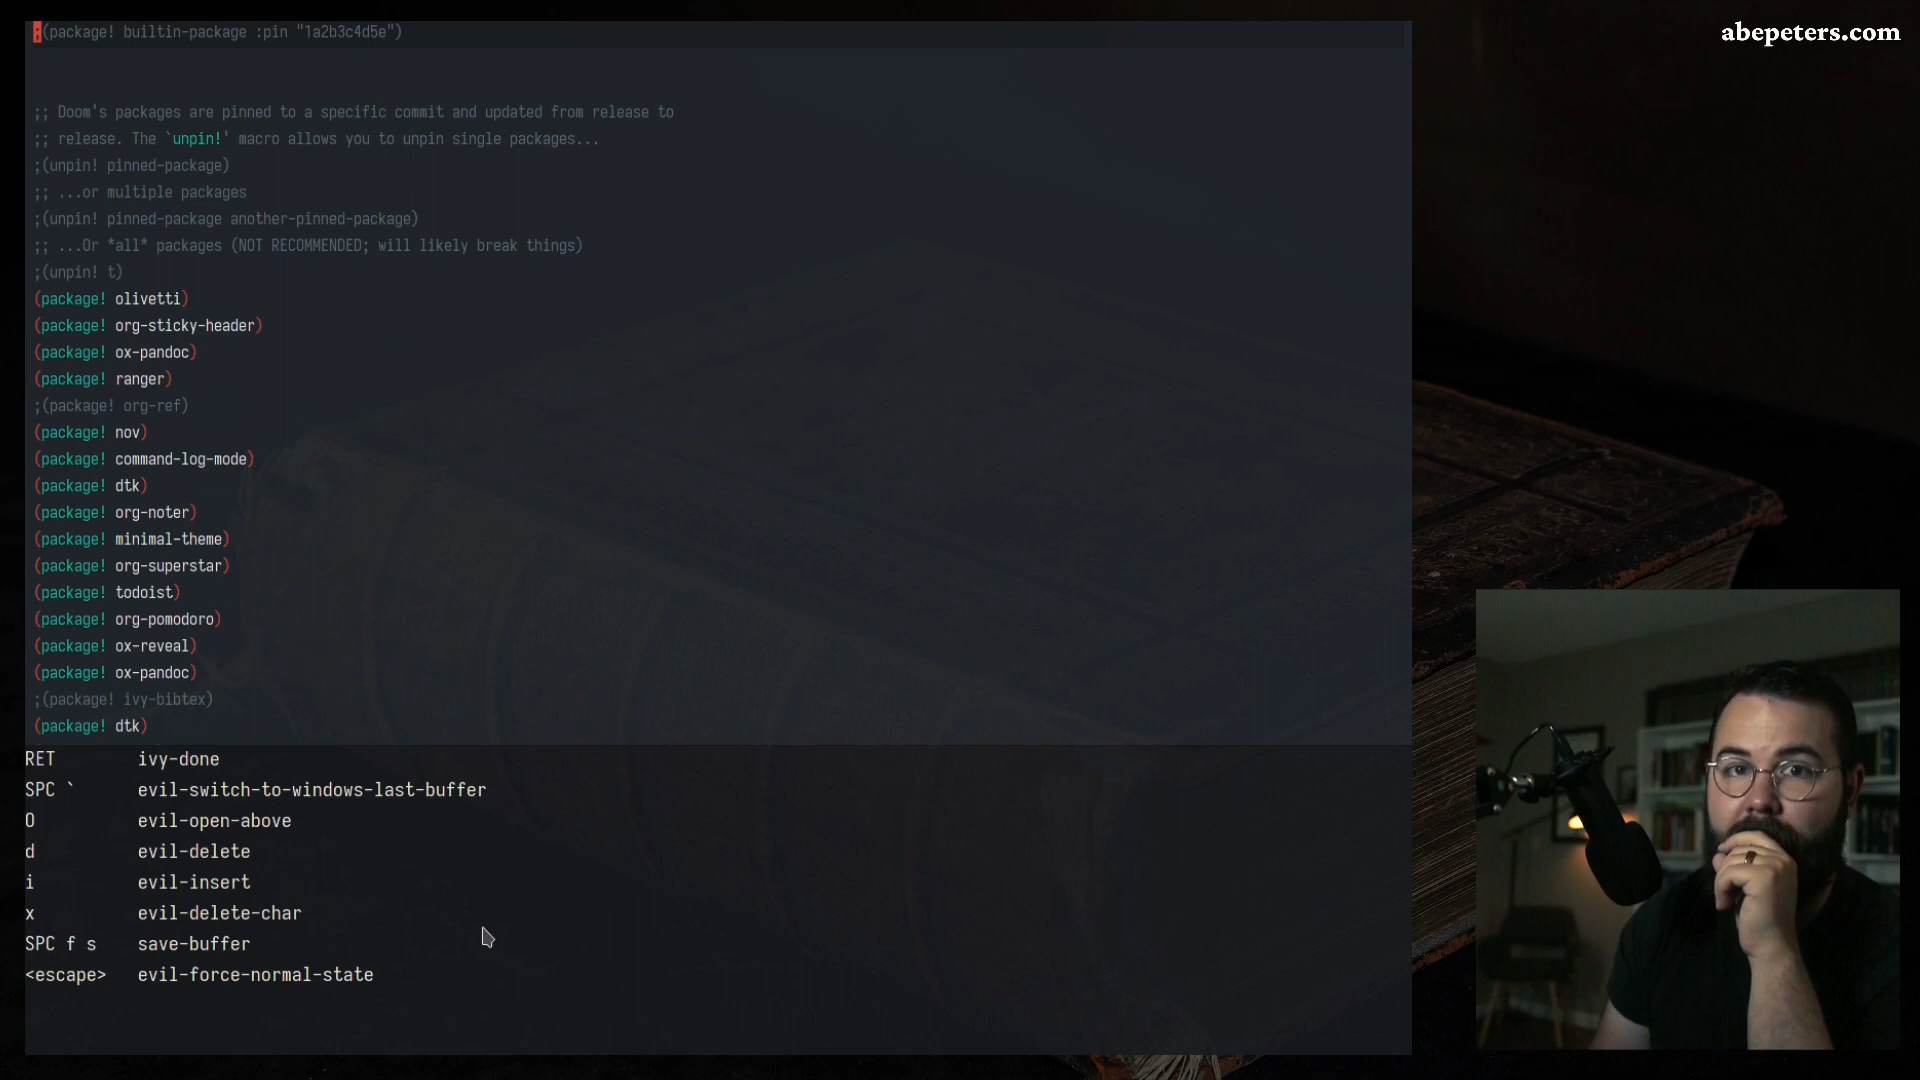 ;(package! builtin-package :pin "1a2b3c4d5e")
abepeters.com
;; Doom's packages are pinned to a specific commit and updated from release to
;; release. The `unpin!' macro allows you to unpin single packages...
;(unpin! pinned-package)
;; ...or multiple packages
;(unpin! pinned-package another-pinned-package)
;; ...Or *all* packages (NOT RECOMMENDED; will likely break things)
;(unpin! t)
(package! olivetti)
(package! org-sticky-header)
(package! ox-pandoc)
(package! ranger)
;(package! org-ref)
(package! nov)
(package! command-log-mode)
(package! dtk)
(package! org-noter)
(package! minimal-theme)
(package! org-superstar)
(package! todoist)
(package! org-pomodoro)
(package! ox-reveal)
(package! ox-pandoc)
;(package! ivy-bibtex)
(package! dtk)
RET ivy-done
SPC ` evil-switch-to-windows-last-buffer
O evil-open-above
d evil-delete
i evil-insert
x evil-delete-char
SPC f s save-buffer
<escape> evil-force-normal-state